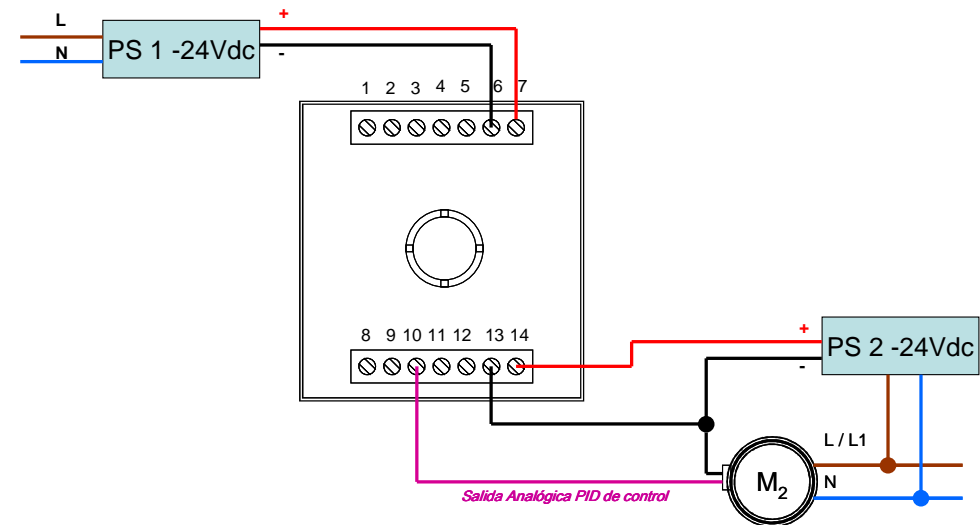 L
+
PS 1 -24Vdc
N
-
1 2 3 4 5 6 7
8 9 10 11 12 13 14
+
PS 2 -24Vdc
-
L / L1
M2
N
Salida Analógica PID de control